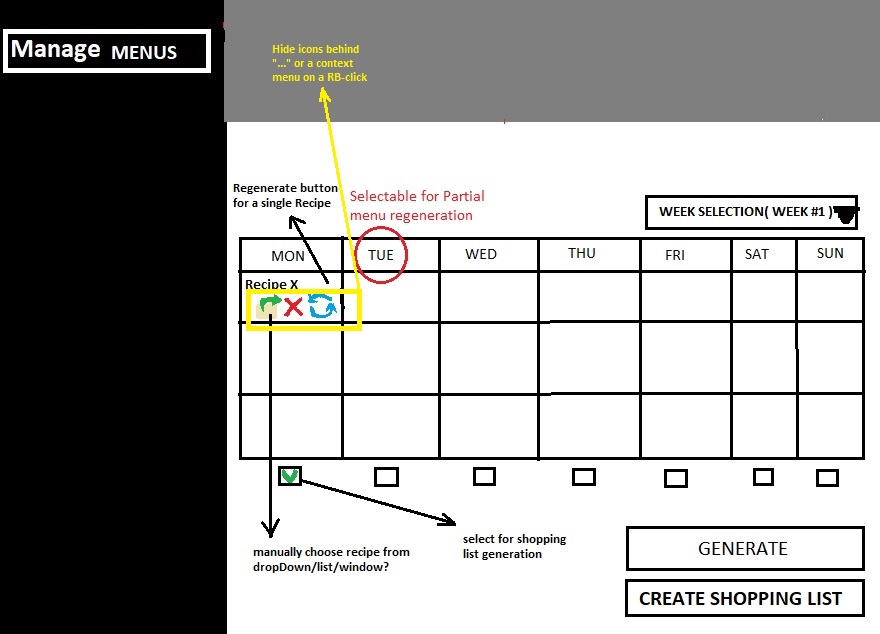 Manage MENUS
Hide icons behind
"..." or a context
menu on a RB-click
Regenerate button
for a single Recipe
Selectable for Partial
menu regeneration
WEEK SELECTION( WEEK #1 )
MON TUE WED THU FRI SAT SUN
Recipe X
select for shopping
list generation
manually choose recipe from
dropDown/list/window?
GENERATE
CREATE SHOPPING LIST